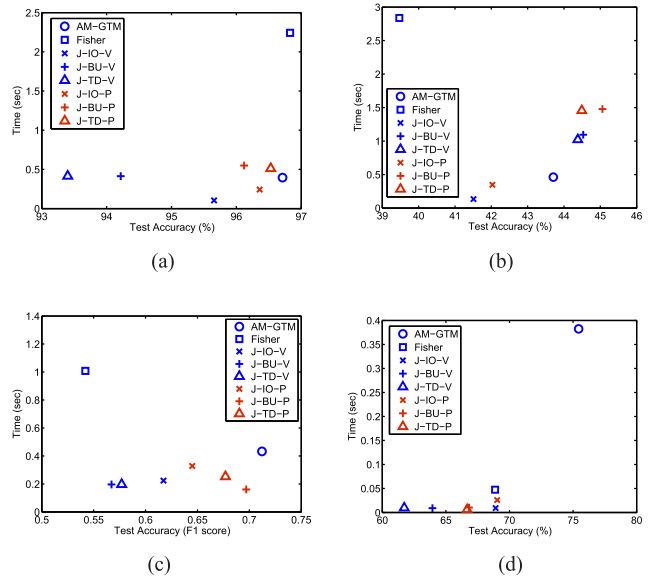 2.5
2
1.5
1
0.5
0
Time (sec)
AM-GTM
Fisher
J-IO-V
J-BU-V
J-TD-V
J-IO-P
J-BU-P
J-TD-P
93 94 95 96 97
Test Accuracy (%)
(a)
3
2.5
2
1.5
1
0.5
0
Time (sec)
AM-GTM
Fisher
J-IO-V
J-BU-V
J-TD-V
J-IO-P
J-BU-P
J-TD-P
39 40 41 42 43 44 45 46
Test Accuracy (%)
(b)
1.4
1.2
1
0.8
0.6
0.4
0.2
0
Time (sec)
AM-GTM
Fisher
J-IO-V
J-BU-V
J-TD-V
J-IO-P
J-BU-P
J-TD-P
0.5 0.55 0.6 0.65 0.7 0.75
Test Accuracy (F1 score)
(c)
0.4
0.35
0.3
0.25
0.2
0.15
0.1
0.05
0
Time (sec)
AM-GTM
Fisher
J-IO-V
J-BU-V
J-TD-V
J-IO-P
J-BU-P
J-TD-P
60 65 70 75 80
Test Accuracy (%)
(d)